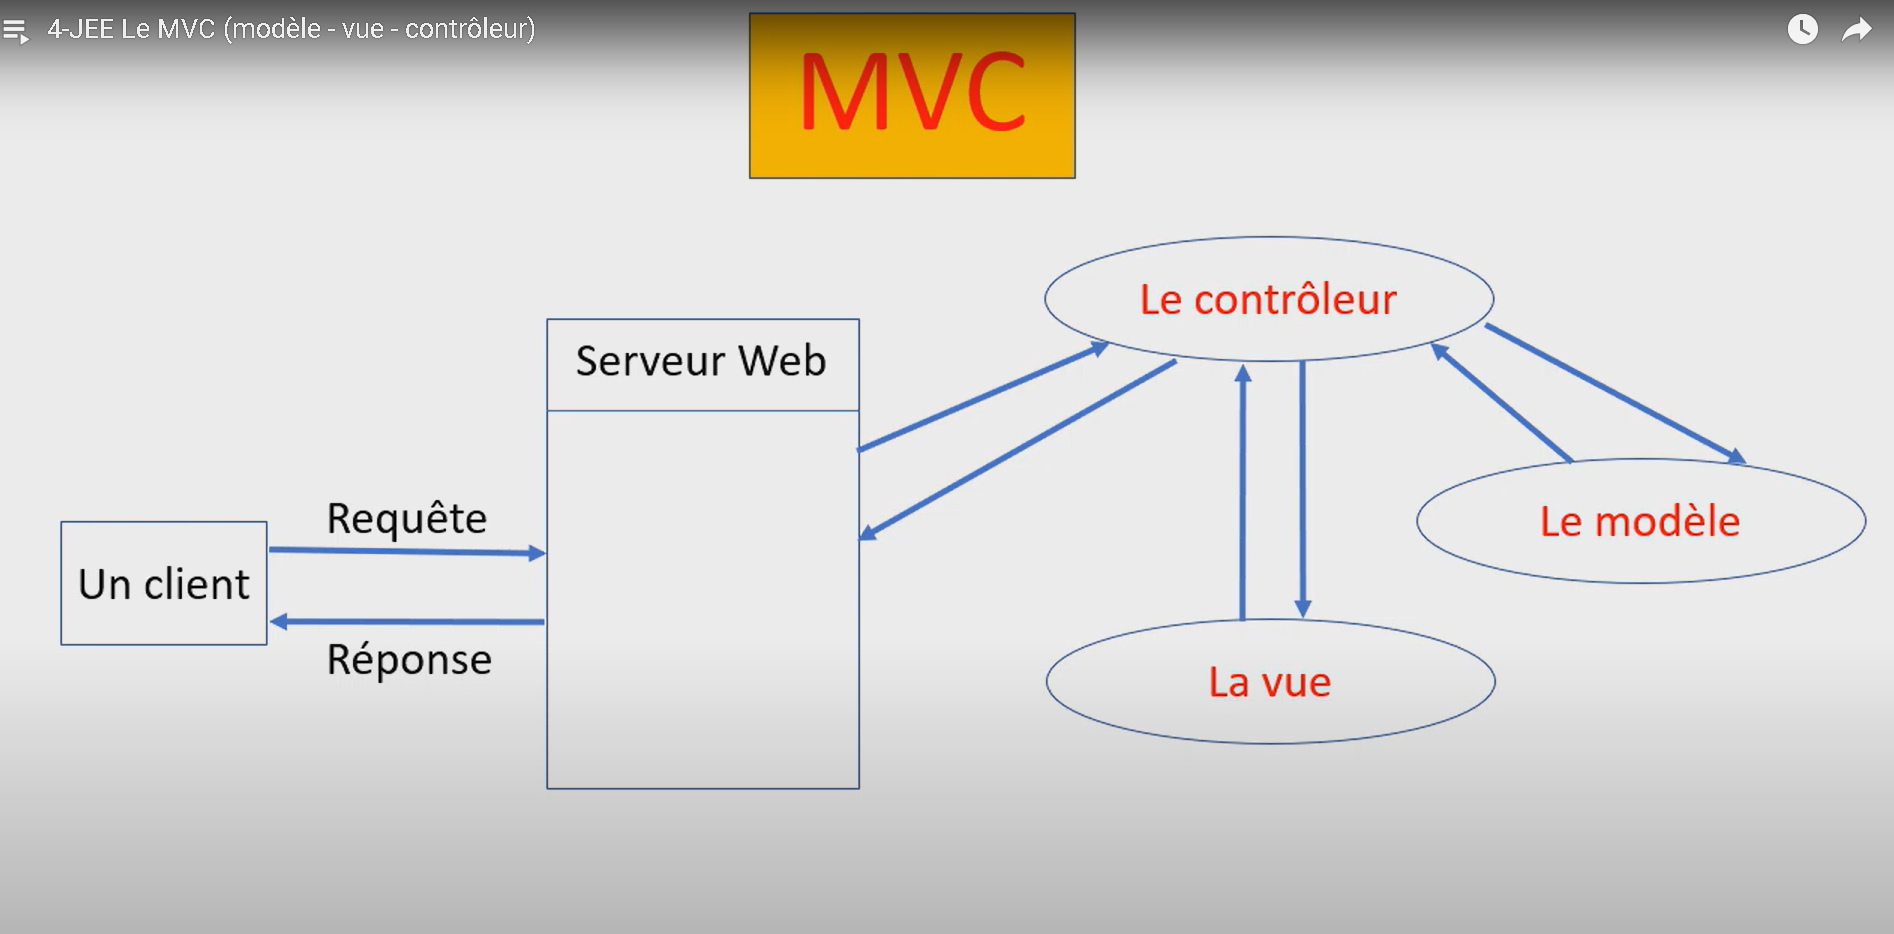 4-JEE Le MVC (modèle - vue - contrôleur)
MVC
Le contrôleur
Serveur Web
Requête
Un client
Réponse
Le modèle
La vue